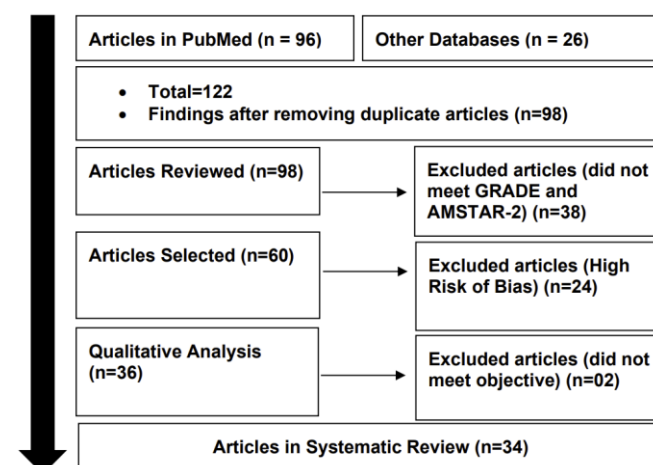 Articles in PubMed (n = 96)
Other Databases (n = 26)
• Total=122
• Findings after removing duplicate articles (n=98)
Articles Reviewed (n=98)
Excluded articles (did not
meet GRADE and
AMSTAR-2) (n=38)
Articles Selected (n=60)
Excluded articles (High
Risk of Bias) (n=24)
Qualitative Analysis
(n=36)
Excluded articles (did not
meet objective) (n=02)
Articles in Systematic Review (n=34)